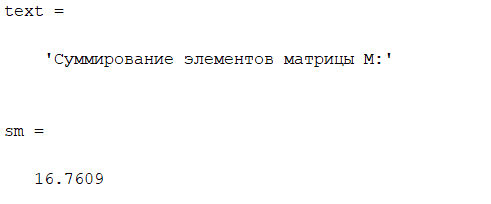 text =
'Суммирование элементов матрицы М:'
sm =
16.7609